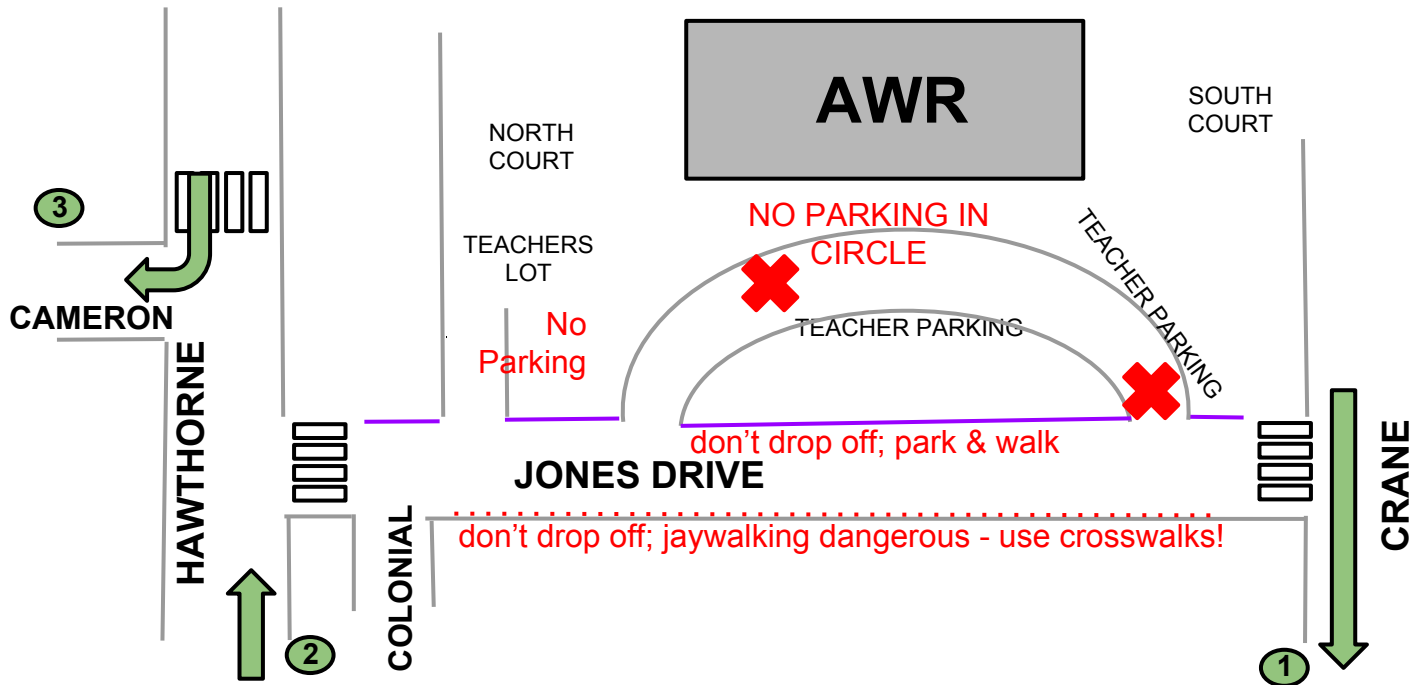 AWR
SOUTH
COURT
NORTH
COURT
3
NO PARKING IN
CIRCLE
TEACHERS
LOT
TEACHER PARKING
CAMERON
No
Parking
TEACHER PARKING
HAWTHORNE
don't drop off; park & walk
JONES DRIVE
CRANE
don't drop off; jaywalking dangerous - use crosswalks!
COLONIAL
2
1